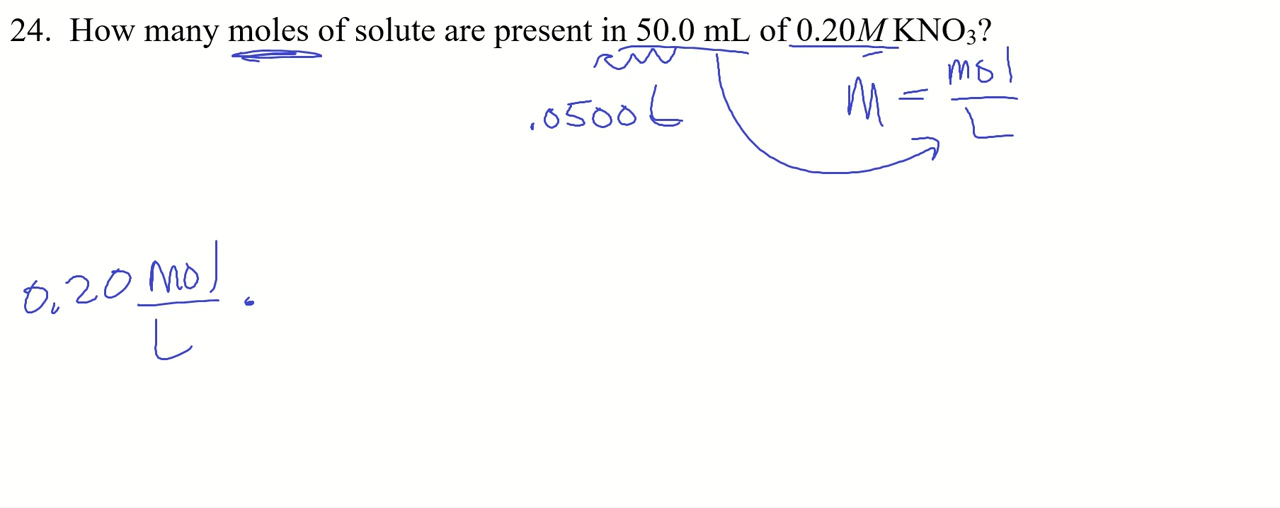 24. How many moles of solute are present in 50.0 mL of 0.20M KNO₃?
.0500L
M = mol
L
0.20 mol .
L